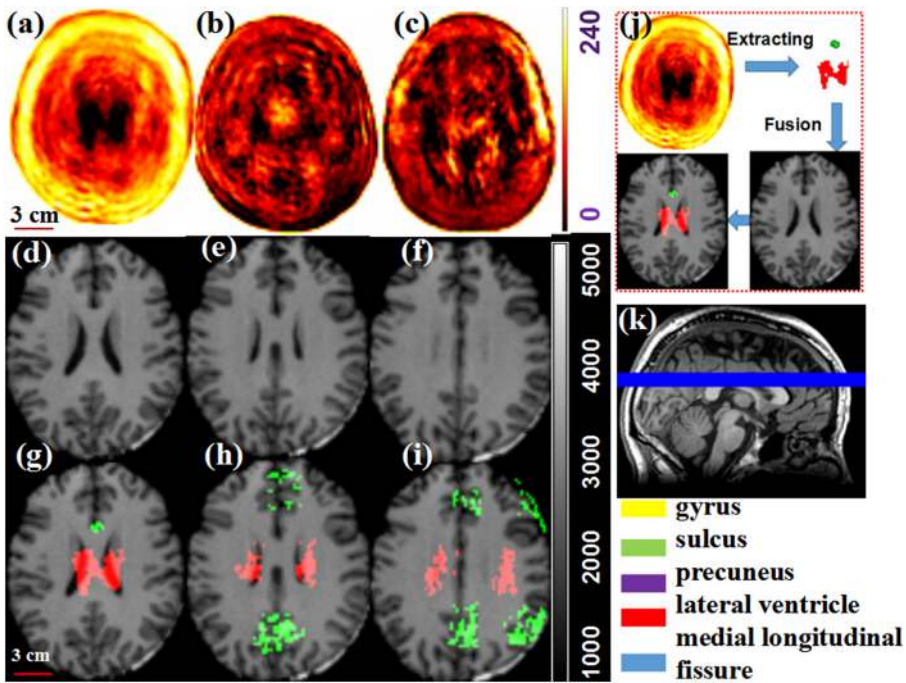 (a)
(b)
(c)
240
0
3 cm
(j)
Extracting
Fusion
(d)
(e)
(f)
5000
4000
3000
2000
1000
(g)
(h)
(i)
3 cm
(k)
gyrus
sulcus
precuneus
lateral ventricle
medial longitudinal
fissure